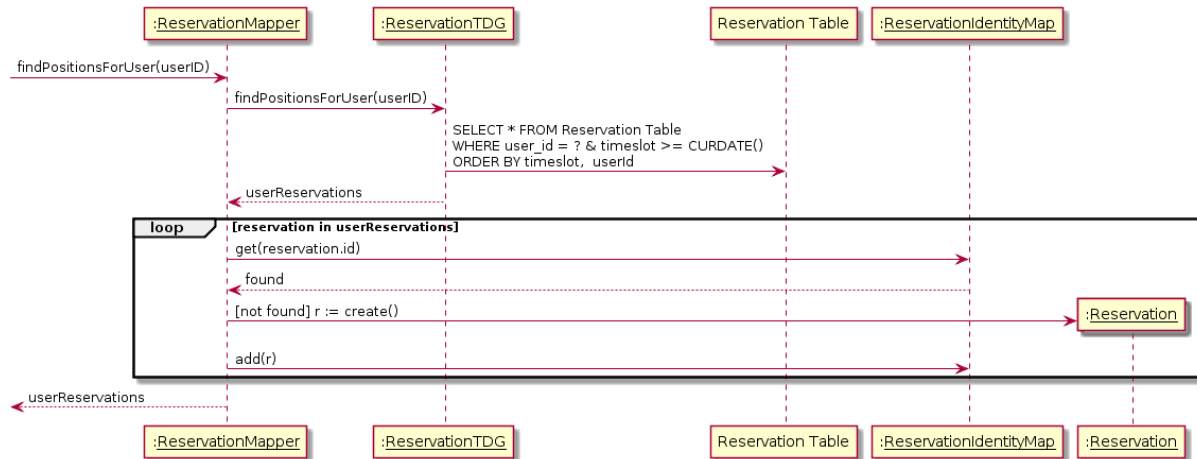 :ReservationMapper
:ReservationTDG
Reservation Table
:ReservationIdentityMap
findPositionsForUser(userID)
findPositionsForUser(userID)
SELECT * FROM Reservation Table
WHERE user_id = ? & timeslot >= CURDATE()
ORDER BY timeslot, userId
userReservations
loop
[reservation in userReservations]
get(reservation.id)
found
[not found] r := create()
:Reservation
add(r)
userReservations
:ReservationMapper
:ReservationTDG
Reservation Table
:ReservationIdentityMap
:Reservation